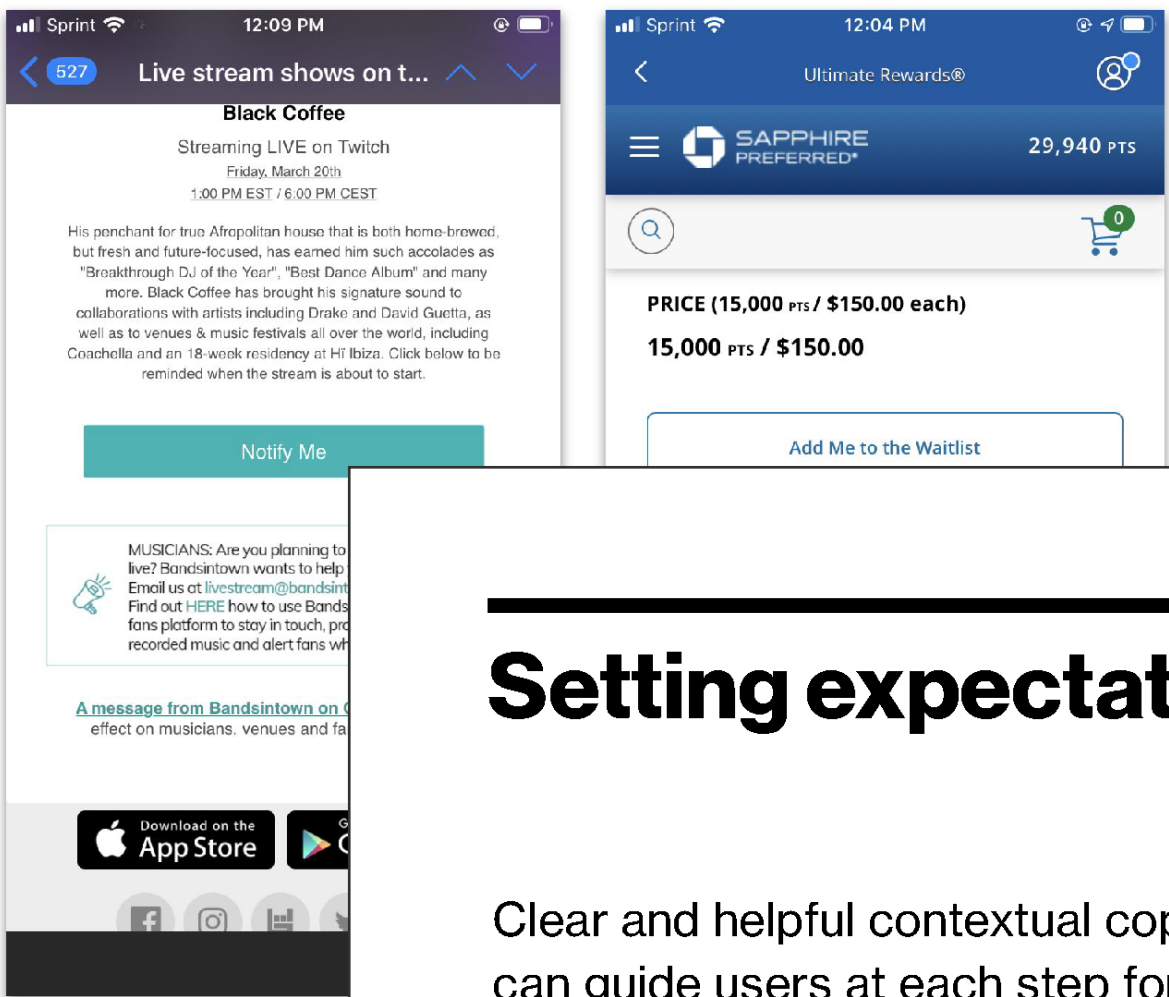 Sprint 12:09 PM
527 Live stream shows on t...
Black Coffee
Streaming LIVE on Twitch
Friday, March 20th
1:00 PM EST / 6:00 PM CEST
His penchant for true Afropolitan house that is both home-brewed,
but fresh and future-focused, has earned him such accolades as
"Breakthrough DJ of the Year", "Best Dance Album" and many
more. Black Coffee has brought his signature sound to
collaborations with artists including Drake and David Guetta, as
well as to venues & music festivals all over the world, including
Coachella and an 18-week residency at Hï Ibiza. Click below to be
reminded when the stream is about to start.
Notify Me
MUSICIANS: Are you planning to
live? Bandsintown wants to help
Email us at livestream@bandsint
Find out HERE how to use Bands
fans platform to stay in touch, pro
recorded music and alert fans wh
A message from Bandsintown on
effect on musicians, venues and fa
Download on the
App Store
Sprint 12:04 PM
Ultimate Rewards®
SAPPHIRE
PREFERRED® 29,940 PTS
0
PRICE (15,000 PTS / $150.00 each)
15,000 PTS / $150.00
Add Me to the Waitlist
Setting expectat
Clear and helpful contextual cop
can guide users at each step for